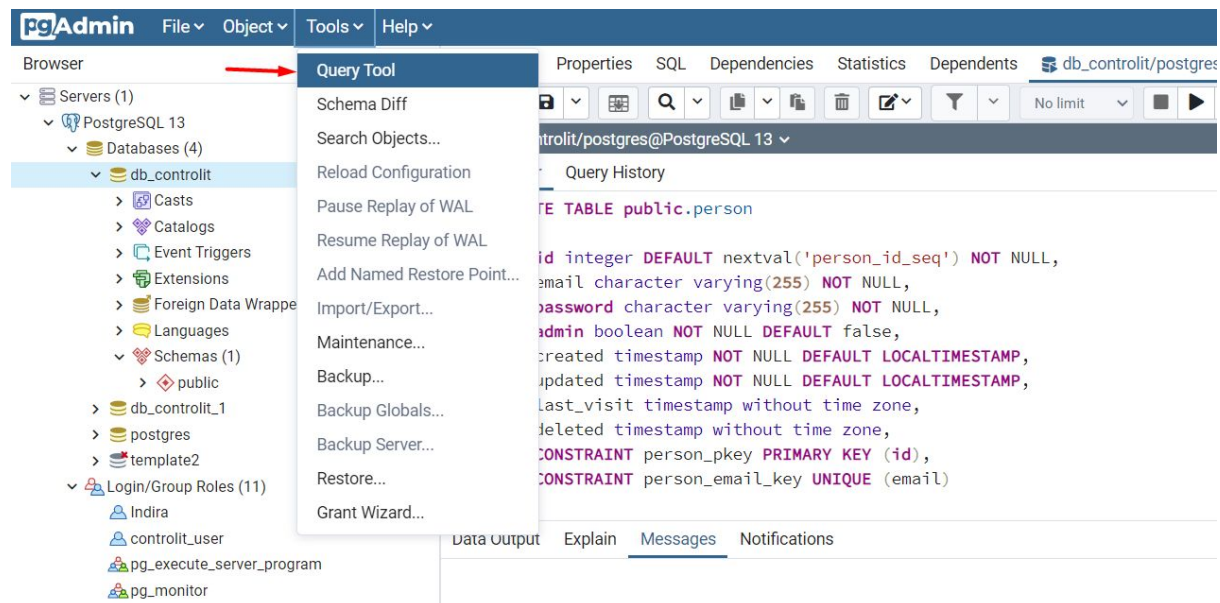 pgAdmin File Object Tools Help
Browser
Servers (1)
PostgreSQL 13
Databases (4)
db_controlit
Casts
Catalogs
Event Triggers
Extensions
Foreign Data Wrappe
Languages
Schemas (1)
public
db_controlit_1
postgres
template2
Login/Group Roles (11)
Indira
controlit_user
pg_execute_server_program
pg_monitor
Query Tool
Schema Diff
Search Objects...
Reload Configuration
Pause Replay of WAL
Resume Replay of WAL
Add Named Restore Point...
Import/Export...
Maintenance...
Backup...
Backup Globals...
Backup Server...
Restore...
Grant Wizard...
Properties SQL Dependencies Statistics Dependents db_controlit/postgres
No limit
trolit/postgres@PostgreSQL 13
Query History
TE TABLE public.person
id integer DEFAULT nextval('person_id_seq') NOT NULL,
email character varying(255) NOT NULL,
password character varying(255) NOT NULL,
admin boolean NOT NULL DEFAULT false,
created timestamp NOT NULL DEFAULT LOCALTIMESTAMP,
updated timestamp NOT NULL DEFAULT LOCALTIMESTAMP,
last_visit timestamp without time zone,
deleted timestamp without time zone,
CONSTRAINT person_pkey PRIMARY KEY (id),
CONSTRAINT person_email_key UNIQUE (email)
Data Output Explain Messages Notifications